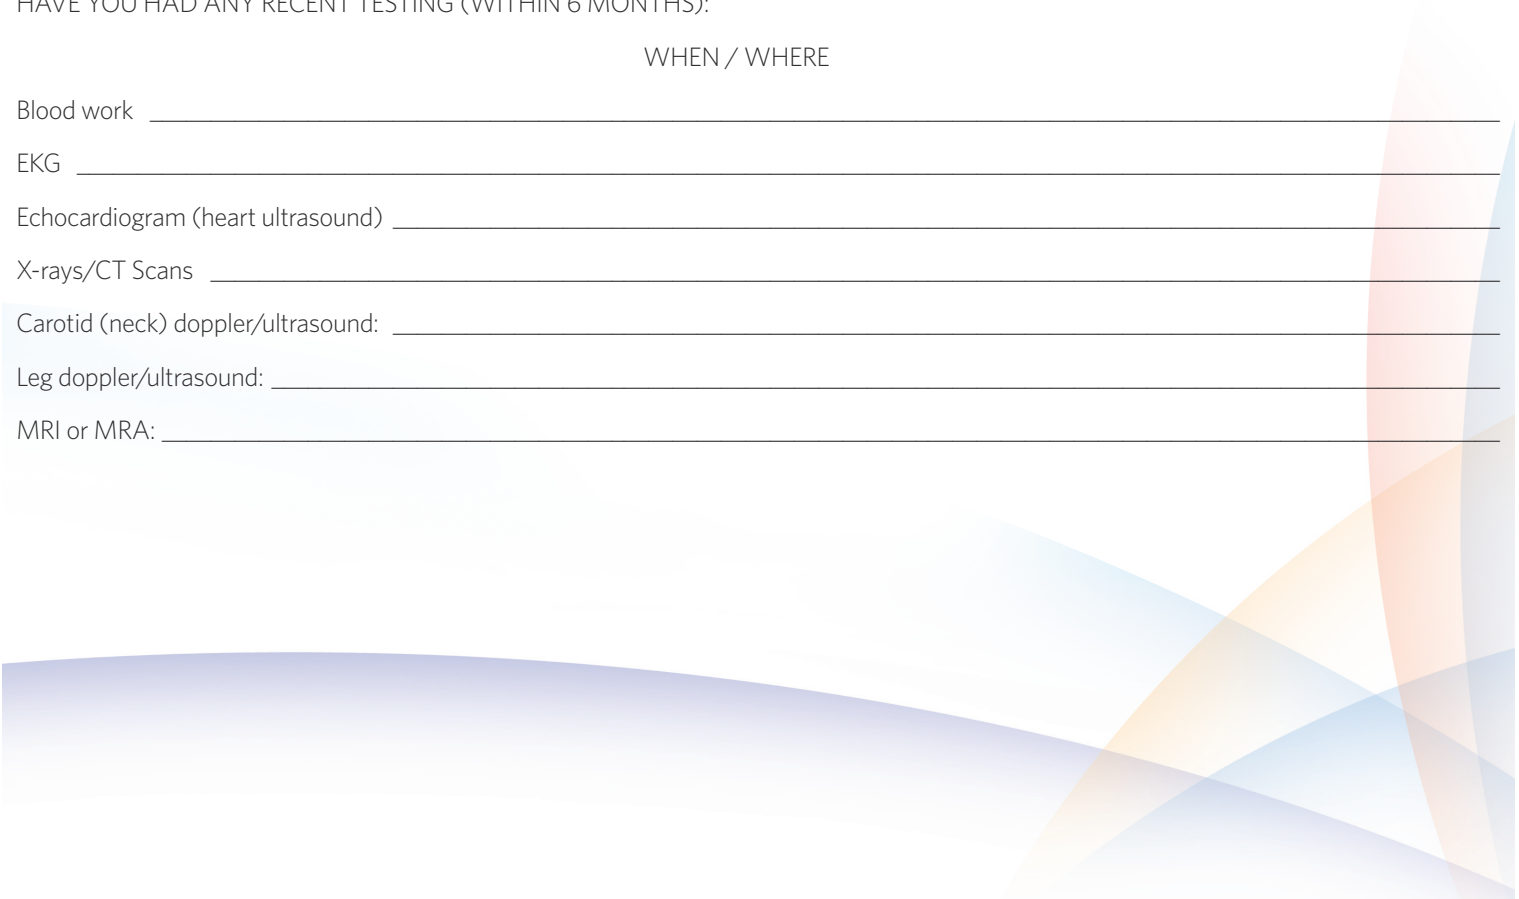 HAVE YOU HAD ANY RECENT TESTING (WITHIN 6 MONTHS):
WHEN / WHERE
Blood work
EKG
Echocardiogram (heart ultrasound)
X-rays/CT Scans
Carotid (neck) doppler/ultrasound:
Leg doppler/ultrasound:
MRI or MRA: